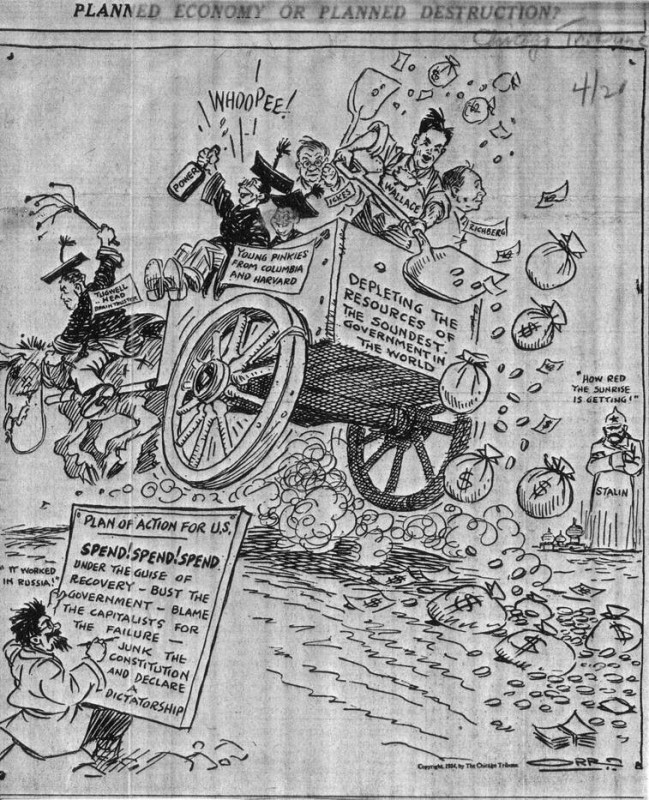 PLANNED ECONOMY OR PLANNED DESTRUCTION?
Chicago Tribune
4/21
WHOOPEE!
POWER
ICKES
WALLACE
RICHBERG
TUGWELL
HEAD
BRAIN TRUSTER
YOUNG PINKIES
FROM COLUMBIA
AND HARVARD
DEPLETING THE
RESOURCES OF
THE SOUNDEST
GOVERNMENT IN
THE WORLD
$
$
$
$
$
$
$
$
"HOW RED
THE SUNRISE
IS GETTING!"
STALIN
PLAN OF ACTION FOR U.S.
SPEND! SPEND! SPEND
UNDER THE GUISE OF
RECOVERY - BUST THE
GOVERNMENT - BLAME
THE CAPITALISTS FOR
THE FAILURE —
JUNK THE
CONSTITUTION
AND DECLARE
A
DICTATORSHIP
"IT WORKED
IN RUSSIA!"
Copyright, 1934, by The Chicago Tribune
ORR